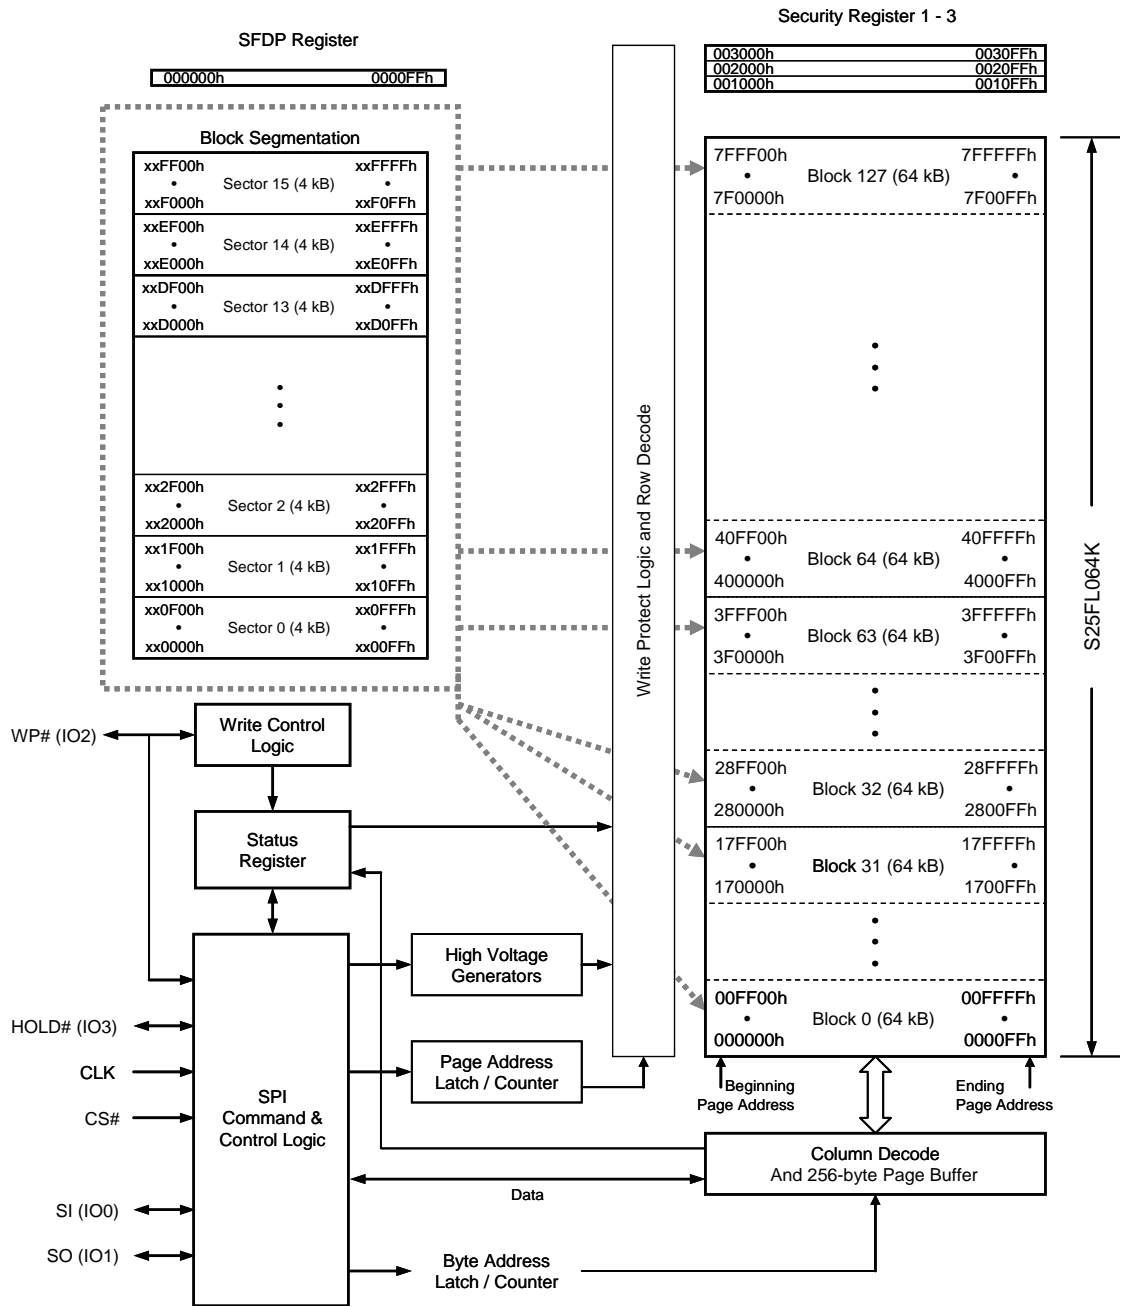 Security Register 1 - 3
SFDP Register
003000h 0030FFh
002000h 0020FFh
001000h 0010FFh
000000h 0000FFh
Block Segmentation
xxFF00h xxFFFFh
Sector 15 (4 kB)
xxF000h xxF0FFh
xxEF00h xxEFFFh
Sector 14 (4 kB)
xxE000h xxE0FFh
xxDF00h xxDFFFh
Sector 13 (4 kB)
xxD000h xxD0FFh
xx2F00h xx2FFFh
Sector 2 (4 kB)
xx2000h xx20FFh
xx1F00h xx1FFFh
Sector 1 (4 kB)
xx1000h xx10FFh
xx0F00h xx0FFFh
Sector 0 (4 kB)
xx0000h xx00FFh
Write Protect Logic and Row Decode
7FFF00h 7FFFFFh
Block 127 (64 kB)
7F0000h 7F00FFh
40FF00h 40FFFFh
Block 64 (64 kB)
400000h 4000FFh
3FFF00h 3FFFFFh
Block 63 (64 kB)
3F0000h 3F00FFh
28FF00h 28FFFFh
Block 32 (64 kB)
280000h 2800FFh
17FF00h 17FFFFh
Block 31 (64 kB)
170000h 1700FFh
00FF00h 00FFFFh
Block 0 (64 kB)
000000h 0000FFh
S25FL064K
Beginning
Page Address
Ending
Page Address
WP# (IO2)
Write Control
Logic
Status
Register
High Voltage
Generators
HOLD# (IO3)
CLK
CS#
SI (IO0)
SO (IO1)
SPI
Command &
Control Logic
Page Address
Latch / Counter
Column Decode
And 256-byte Page Buffer
Data
Byte Address
Latch / Counter